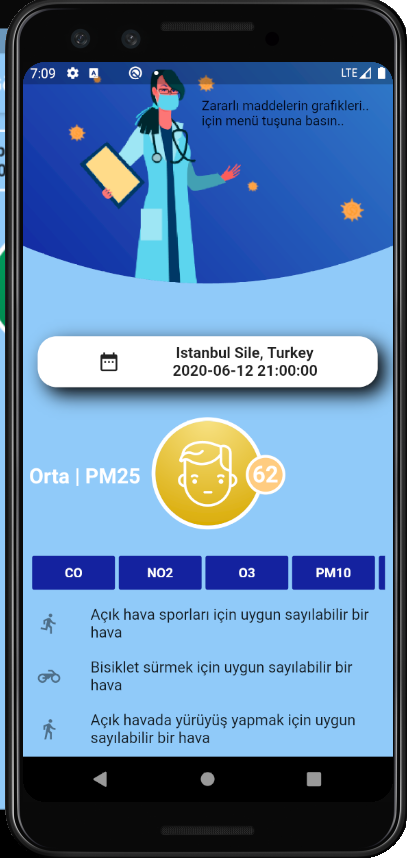 7:09
LTE
Zararlı maddelerin grafikleri..
için menü tuşuna basın..
Istanbul Sile, Turkey
2020-06-12 21:00:00
Orta | PM25
62
CO NO2 O3 PM10
Açık hava sporları için uygun sayılabilir bir
hava
Bisiklet sürmek için uygun sayılabilir bir
hava
Açık havada yürüyüş yapmak için uygun
sayılabilir bir hava